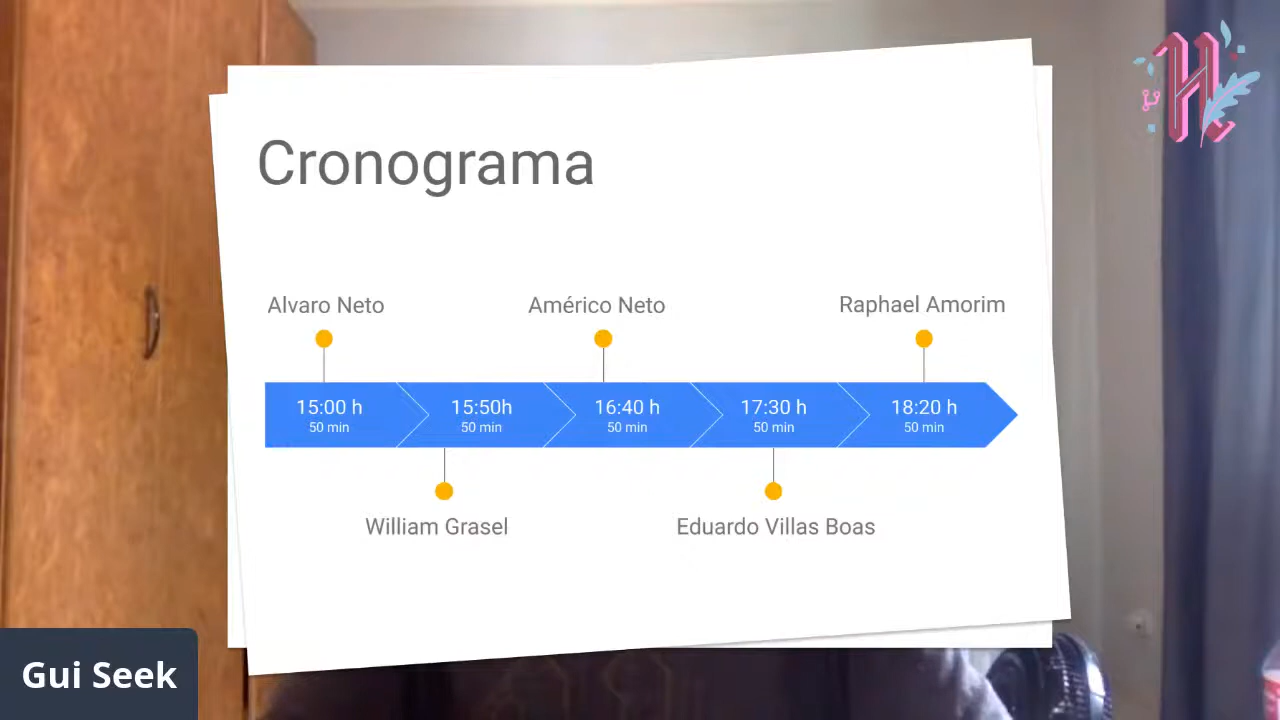 Cronograma
Alvaro Neto
Américo Neto
Raphael Amorim
15:00 h
50 min
15:50h
50 min
16:40 h
50 min
17:30 h
50 min
18:20 h
50 min
William Grasel
Eduardo Villas Boas
Gui Seek